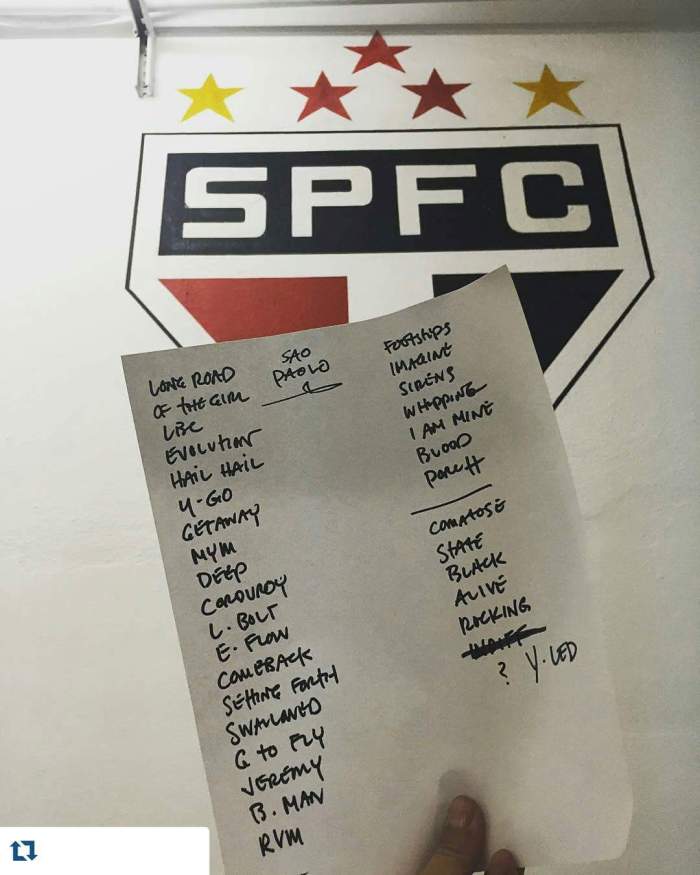 SPFC
SAO
PAOLO
LONG ROAD
OF THE GIRL
LBC
EVOLUTION
HAIL HAIL
U-GO
GETAWAY
MYM
DEEP
CORDUROY
L. BOLT
E. FLOW
COMEBACK
SETTING FORTH
SWALLOWED
G TO FLY
JEREMY
B. MAN
RVM
FOOTSHIPS
IMAGINE
SIRENS
WHIPPING
I AM MINE
BLOOD
PORCH
COMATOSE
STATE
BLACK
ALIVE
ROCKING
? Y. LED